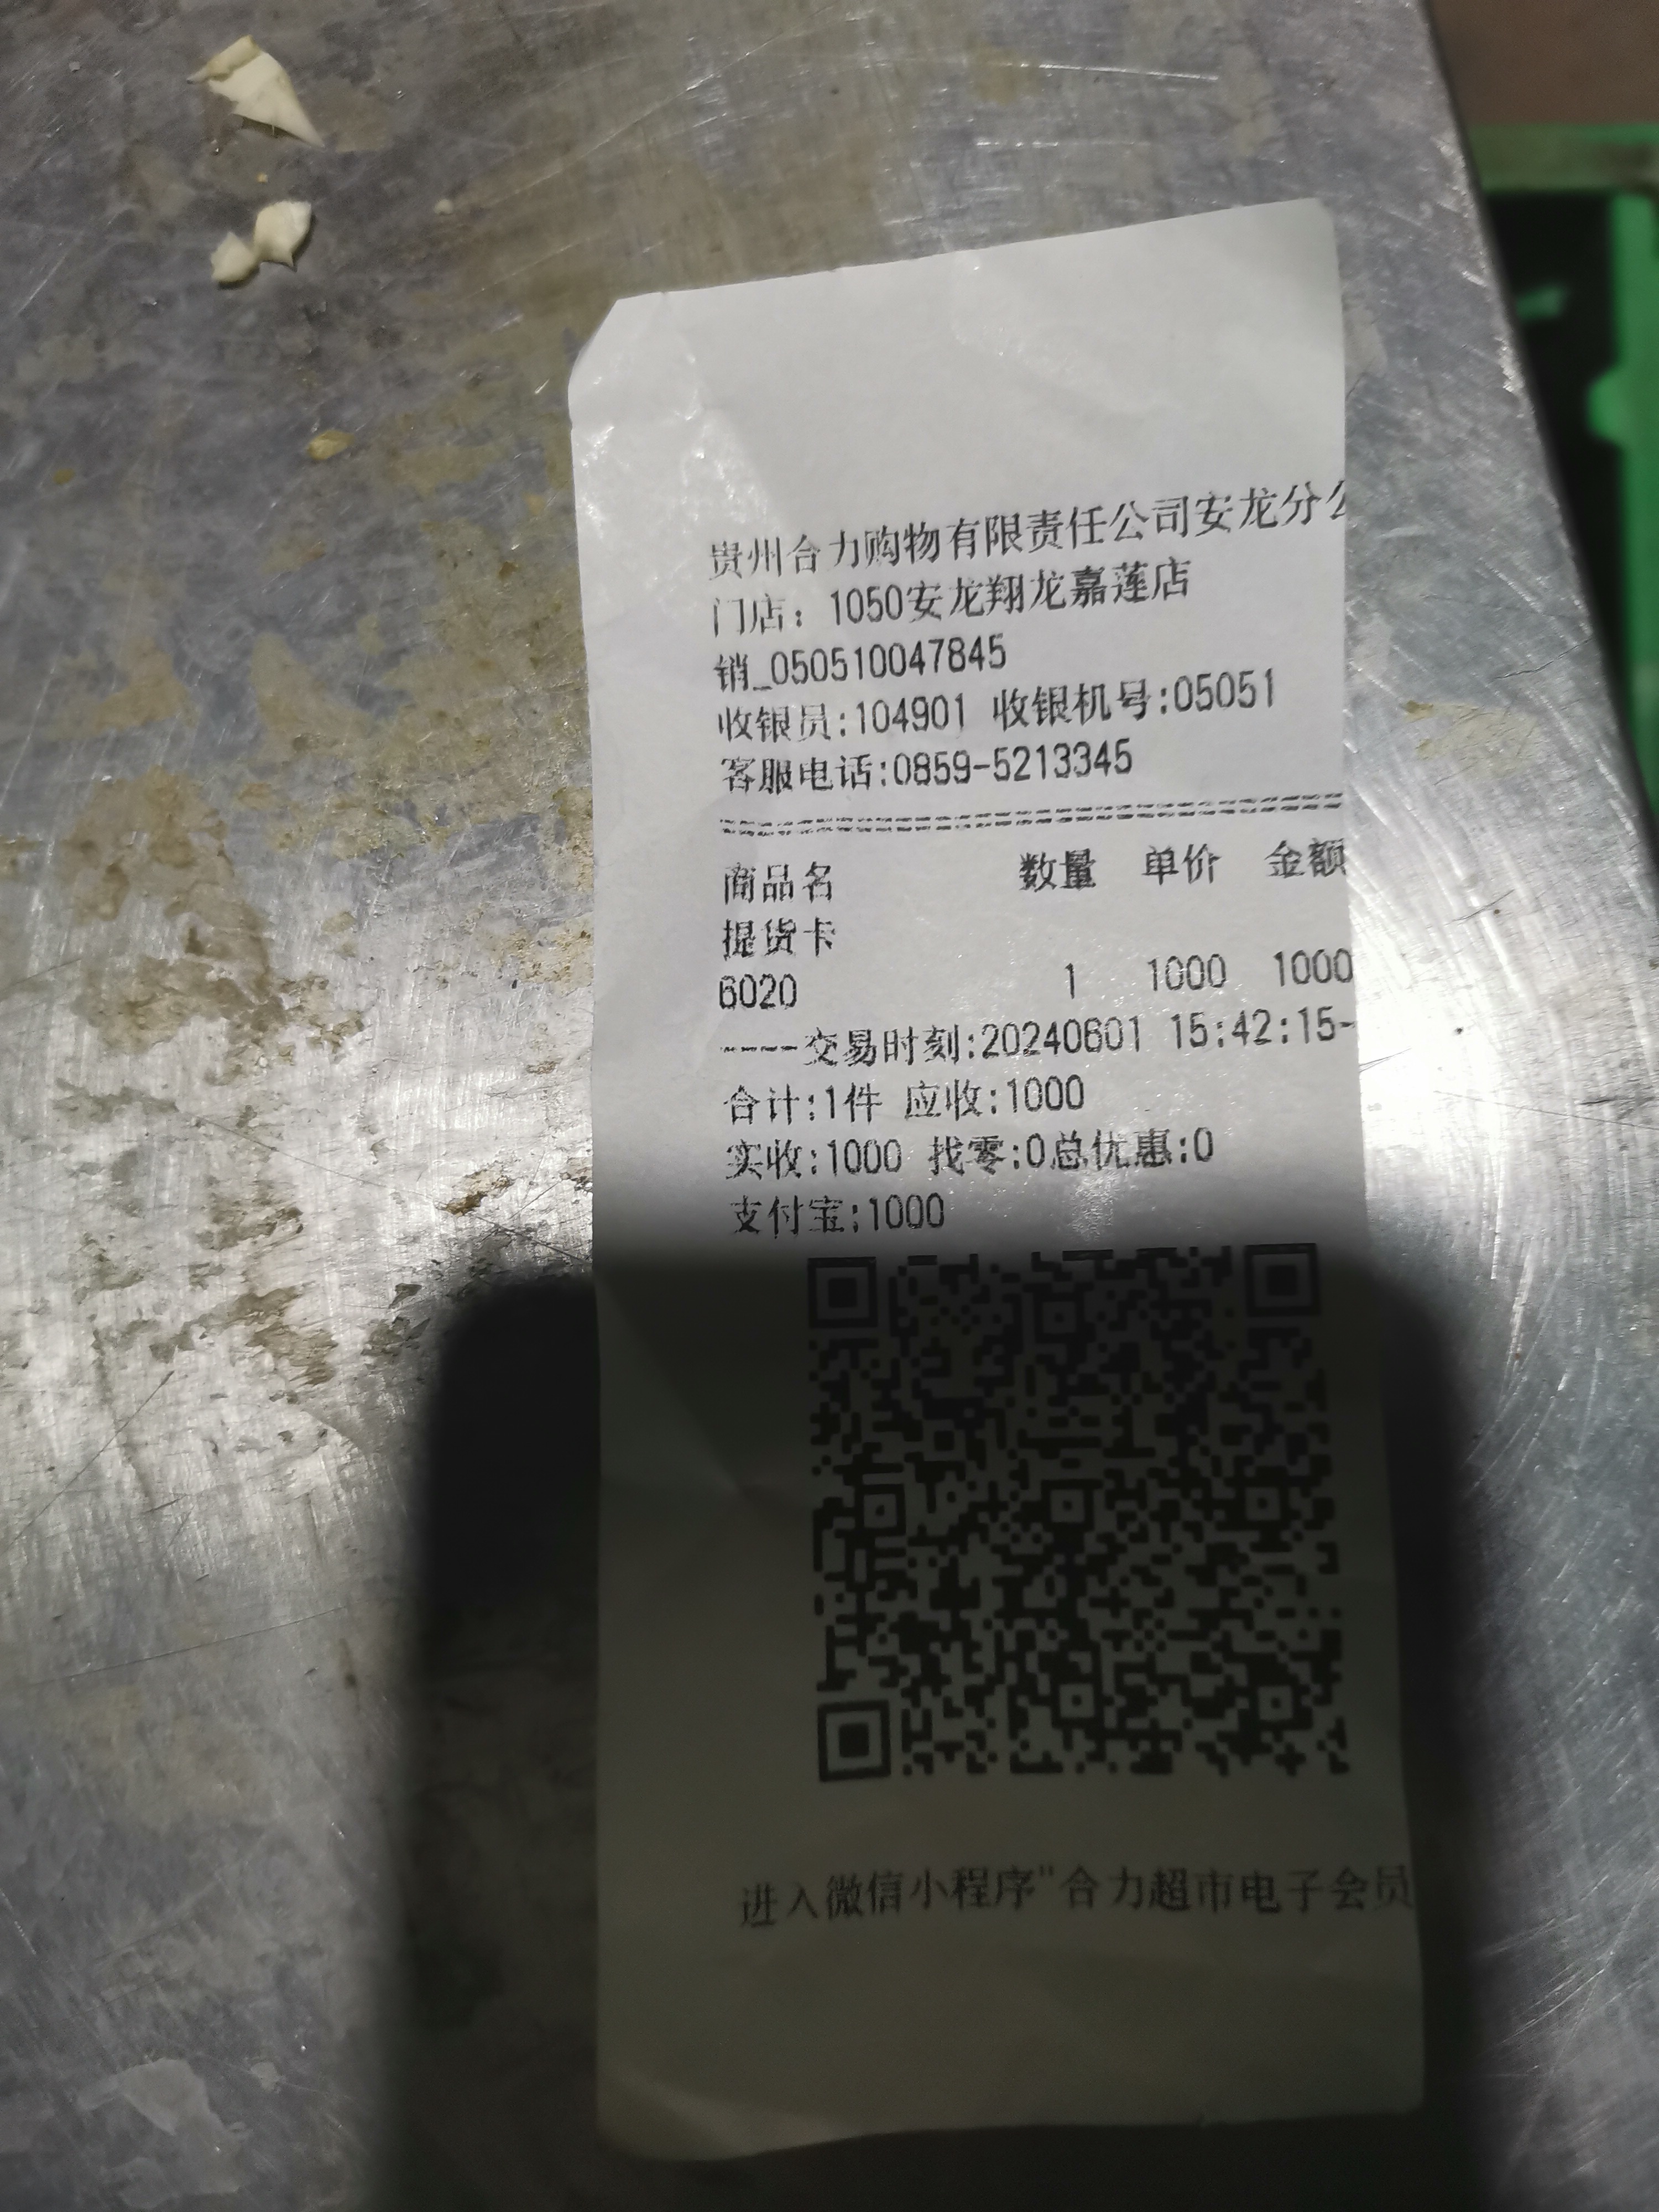 贵州合力购物有限责任公司安龙分公
门店：1050安龙翔龙嘉莲店
销_050510047845
收银员:104901 收银机号:05051
客服电话:0859-5213345
商品名 数量 单价 金额
提货卡
6020 1 1000 1000
----交易时刻:20240601 15:42:15-
合计:1件 应收:1000
实收:1000 找零:0总优惠:0
支付宝:1000
进入微信小程序"合力超市电子会员